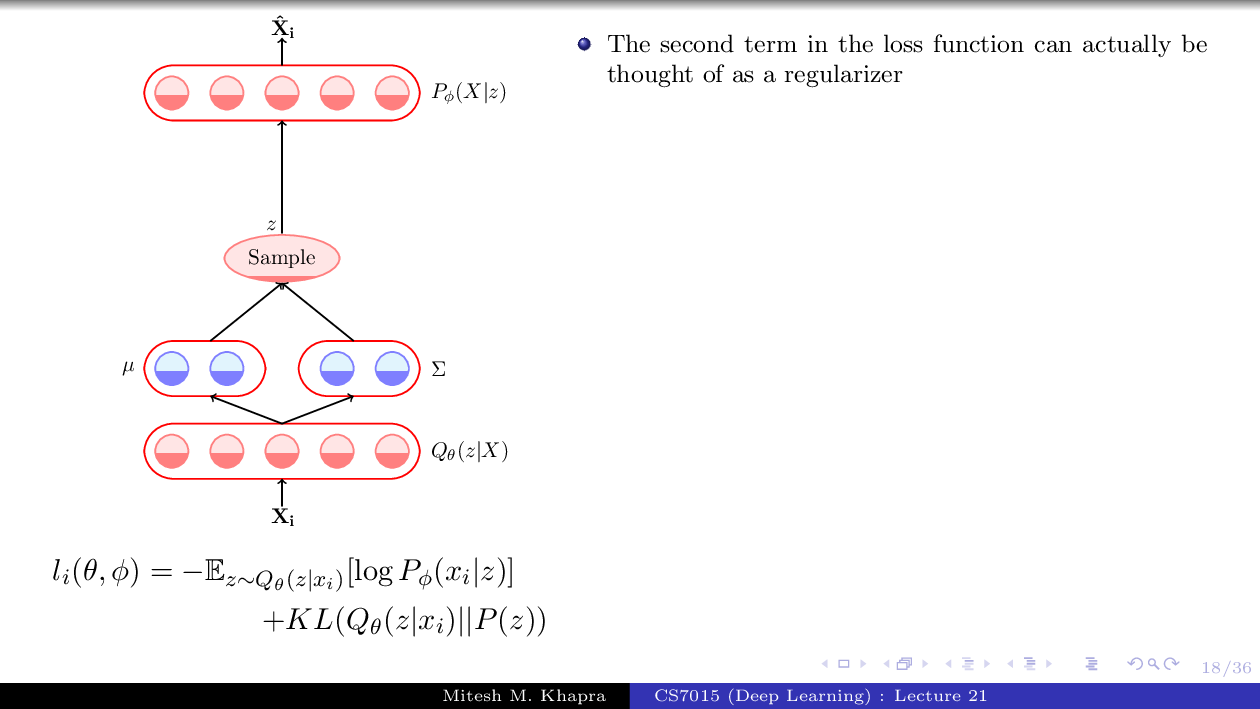 X̂ᵢ
The second term in the loss function can actually be
thought of as a regularizer
P_ϕ(X|z)
z
Sample
μ
Σ
Q_θ(z|X)
Xᵢ
l_i(θ, ϕ) = −𝔼_{z∼Q_θ(z|x_i)}[log P_ϕ(x_i|z)]
+KL(Q_θ(z|x_i)||P(z))
18/36
Mitesh M. Khapra
CS7015 (Deep Learning) : Lecture 21